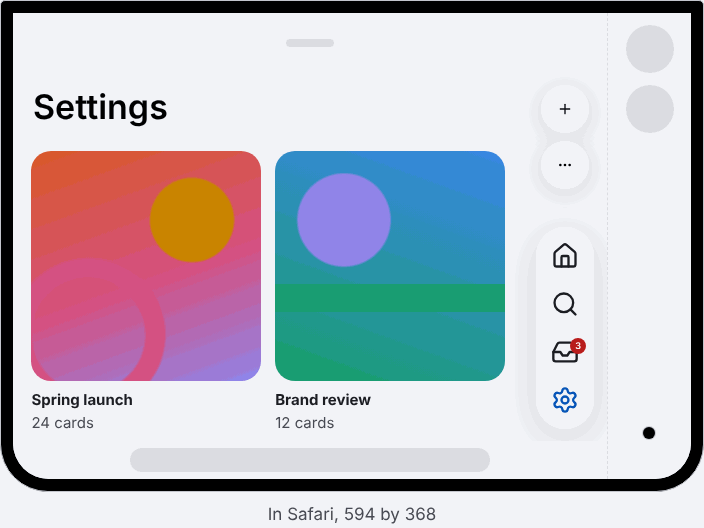 Settings
Spring launch
24 cards
Brand review
12 cards
3
In Safari, 594 by 368